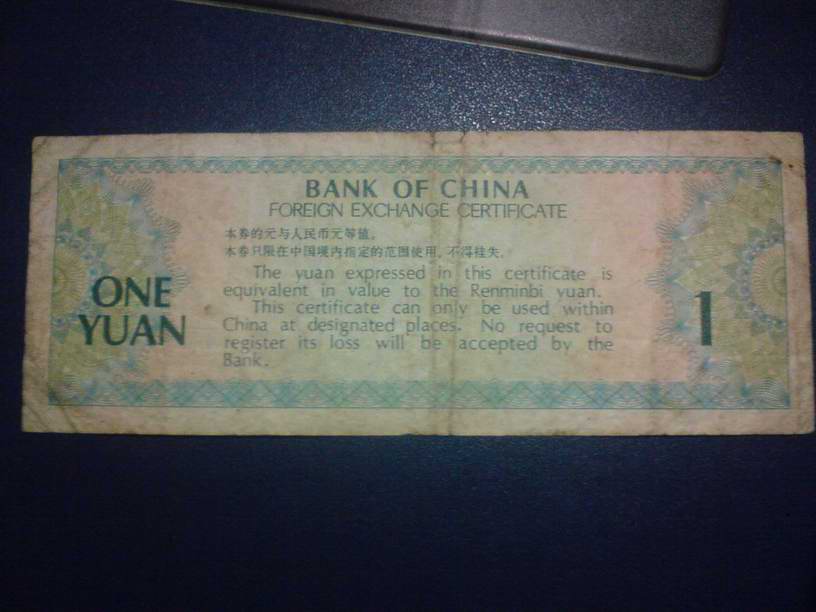 BANK OF CHINA
FOREIGN EXCHANGE CERTIFICATE
本券的元与人民币元等值。
本券只限在中国境内指定的范围使用，不得挂失。
The yuan expressed in this certificate is
equivalent in value to the Renminbi yuan.
This certificate can only be used within
China at designated places. No request to
register its loss will be accepted by the
Bank.
ONE
YUAN
1